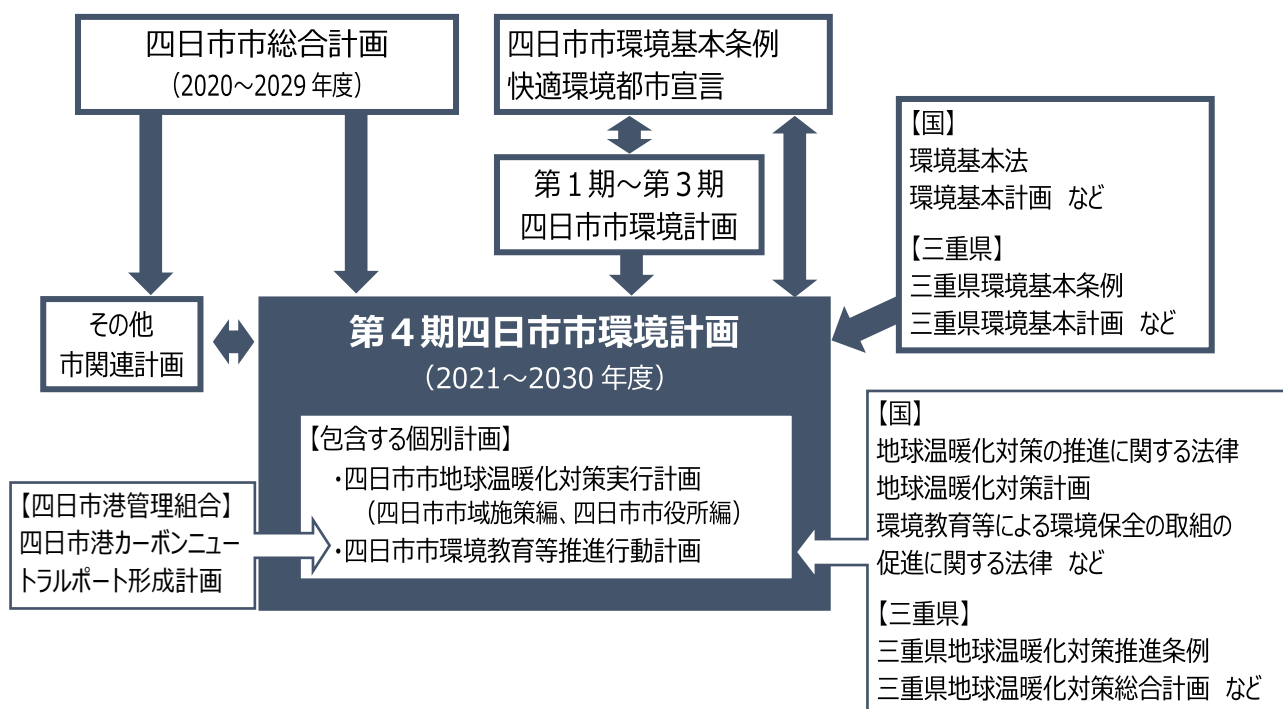 四日市市総合計画
（2020～2029 年度）
四日市市環境基本条例
快適環境都市宣言
第１期～第３期
四日市市環境計画
【国】
環境基本法
環境基本計画　など
【三重県】
三重県環境基本条例
三重県環境基本計画　など
その他
市関連計画
第４期四日市市環境計画
（2021～2030 年度）
【包含する個別計画】
・四日市市地球温暖化対策実行計画
（四日市市域施策編、四日市市役所編）
・四日市市環境教育等推進行動計画
【四日市港管理組合】
四日市港カーボンニュー
トラルポート形成計画
【国】
地球温暖化対策の推進に関する法律
地球温暖化対策計画
環境教育等による環境保全の取組の
促進に関する法律　など
【三重県】
三重県地球温暖化対策推進条例
三重県地球温暖化対策総合計画　など